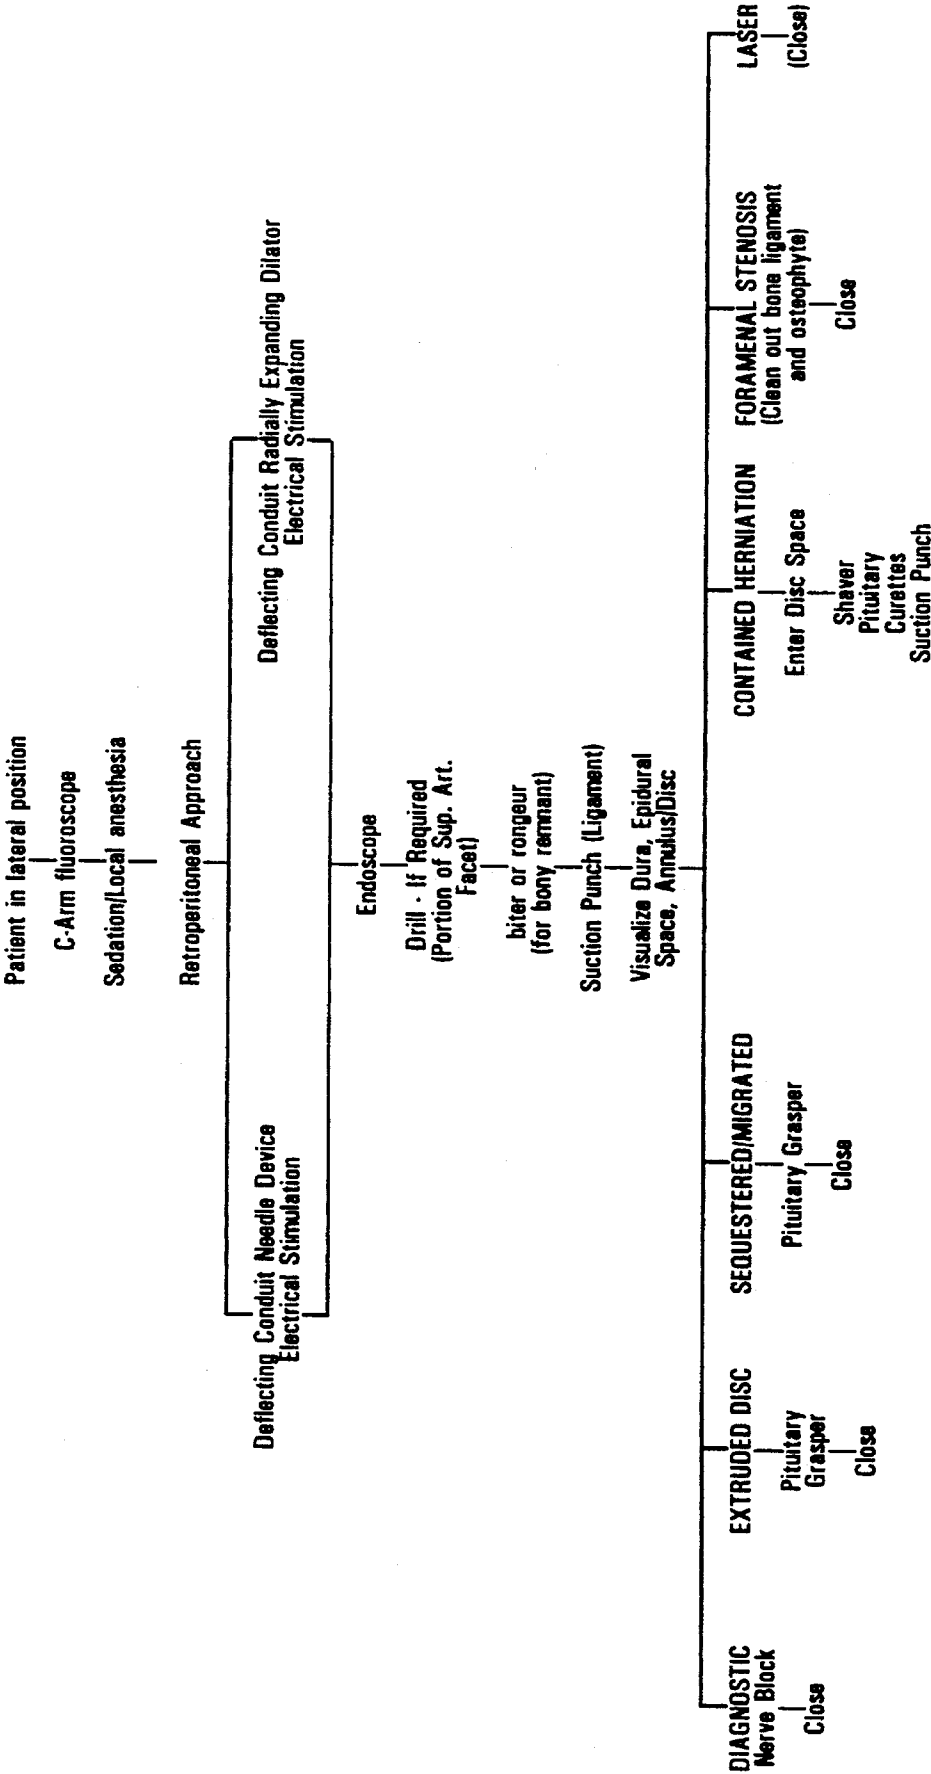 Patient in lateral position
C-Arm fluoroscope
Sedation/Local anesthesia
Retroperitoneal Approach
Deflecting Conduit Needle Device
Electrical Stimulation
Deflecting Conduit Radially Expanding Dilator
Electrical Stimulation
Endoscope
Drill - If Required
(Portion of Sup. Art.
Facet)
biter or rongeur
(for bony remnant)
Suction Punch (Ligament)
Visualize Dura, Epidural
Space, Annulus/Disc
DIAGNOSTIC
Nerve Block
Close
EXTRUDED DISC
Pituitary
Grasper
Close
SEQUESTERED/MIGRATED
Pituitary Grasper
Close
CONTAINED HERNIATION
Enter Disc Space
Shaver
Pituitary
Curettes
Suction Punch
FORAMENAL STENOSIS
(Clean out bone ligament
and osteophyte)
Close
LASER
(Close)